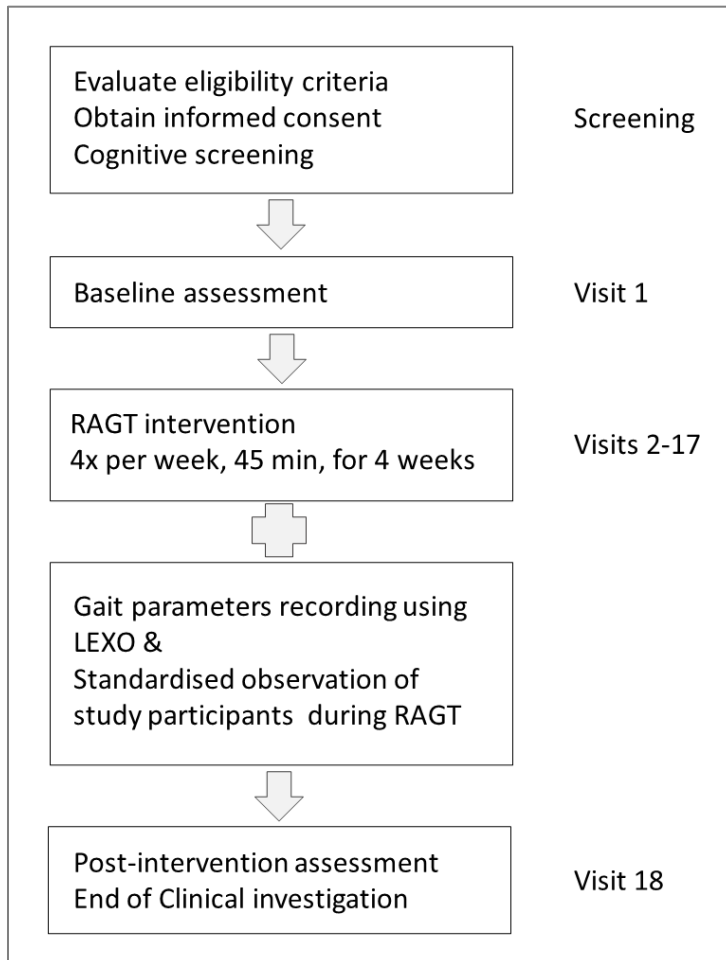 Evaluate eligibility criteria
Obtain informed consent
Cognitive screening
Screening
Baseline assessment
Visit 1
RAGT intervention
4x per week, 45 min, for 4 weeks
Visits 2-17
Gait parameters recording using
LEXO &
Standardised observation of
study participants  during RAGT
Post-intervention assessment
End of Clinical investigation
Visit 18